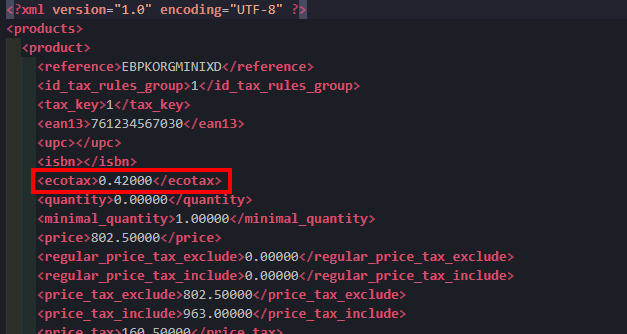 <?xml version="1.0" encoding="UTF-8" ?>
<products>
<product>
<reference>EBPKORGMINIXD</reference>
<id_tax_rules_group>1</id_tax_rules_group>
<tax_key>1</tax_key>
<ean13>761234567030</ean13>
<upc></upc>
<isbn></isbn>
<ecotax>0.42000</ecotax>
<quantity>0.00000</quantity>
<minimal_quantity>1.00000</minimal_quantity>
<price>802.50000</price>
<regular_price_tax_exclude>0.00000</regular_price_tax_exclude>
<regular_price_tax_include>0.00000</regular_price_tax_include>
<price_tax_exclude>802.50000</price_tax_exclude>
<price_tax_include>963.00000</price_tax_include>
<price_tax>160.50000</price_tax>